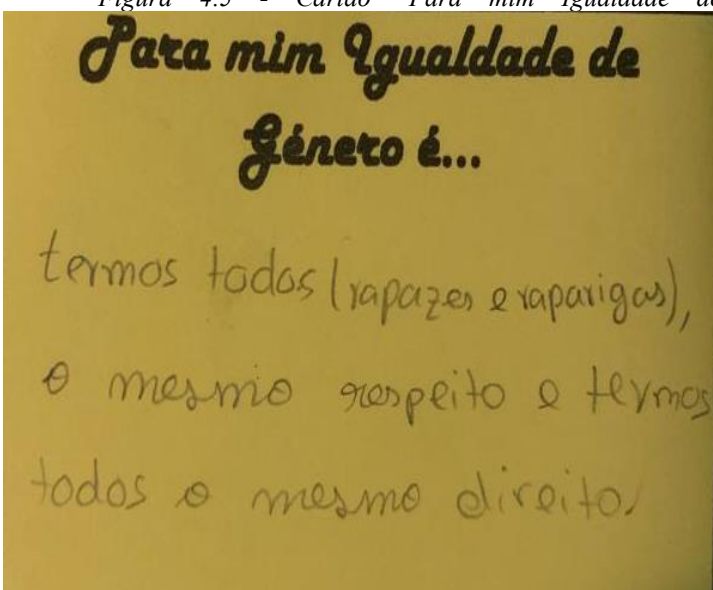 Figura 4.3 - Cartão "Para mim Igualdade de
Para mim Igualdade de
Género é...
termos todos (rapazes e raparigas),
o mesmo respeito e termos
todos o mesmo direito.